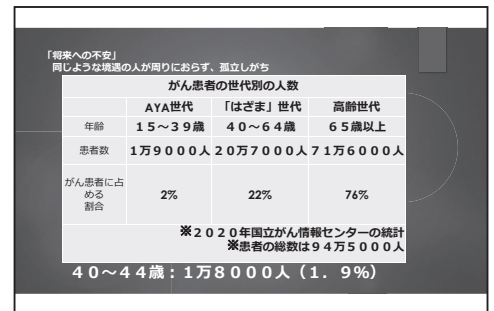 「将来への不安」
同じような境遇の人が周りにおらず、孤立しがち
がん患者の世代別の人数
AYA世代 「はざま」世代 高齢世代
年齢 １５～３９歳 ４０～６４歳 ６５歳以上
患者数 1万９０００人 ２０万７０００人 ７１万６０００人
がん患者に占
める
割合 2% 22% 76%
※２０２０年国立がん情報センターの統計
※患者の総数は９４万５０００人
４０～４４歳：１万８０００人（１．９%）